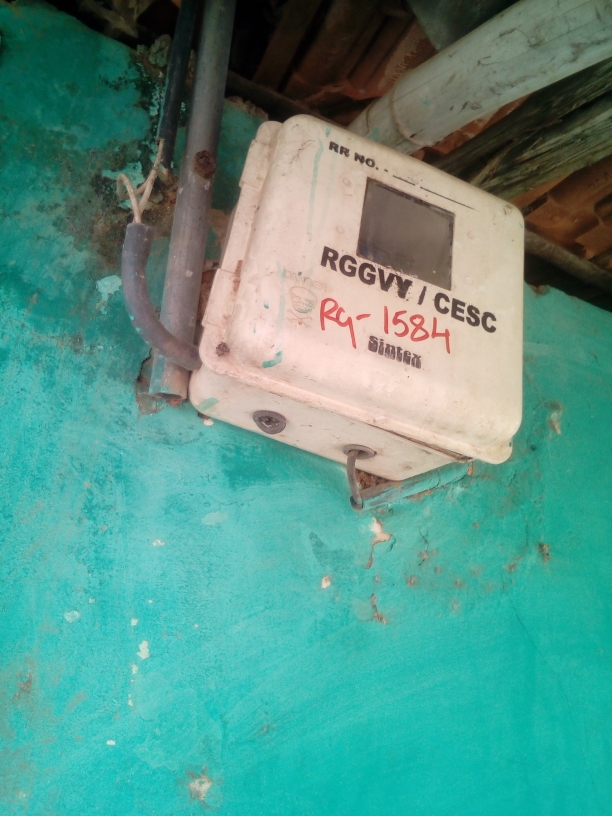 RR NO. -
RGGVY / CESC
RG-1584
Sintex